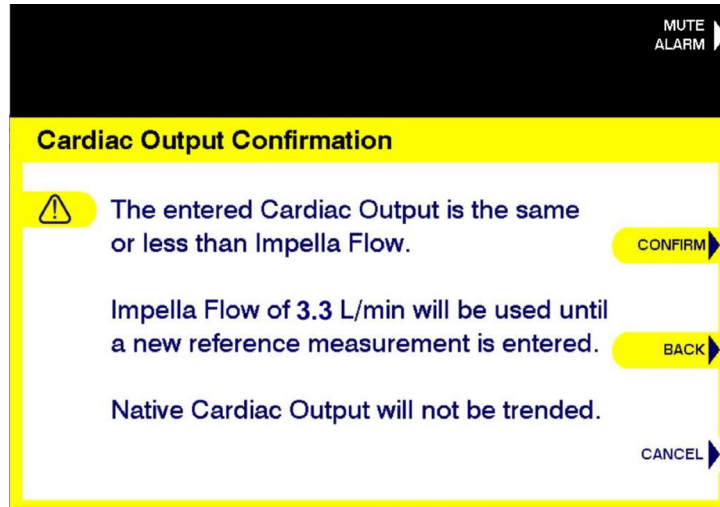 MUTE
ALARM
Cardiac Output Confirmation
The entered Cardiac Output is the same
or less than Impella Flow.
CONFIRM
Impella Flow of 3.3 L/min will be used until
a new reference measurement is entered.
BACK
Native Cardiac Output will not be trended.
CANCEL